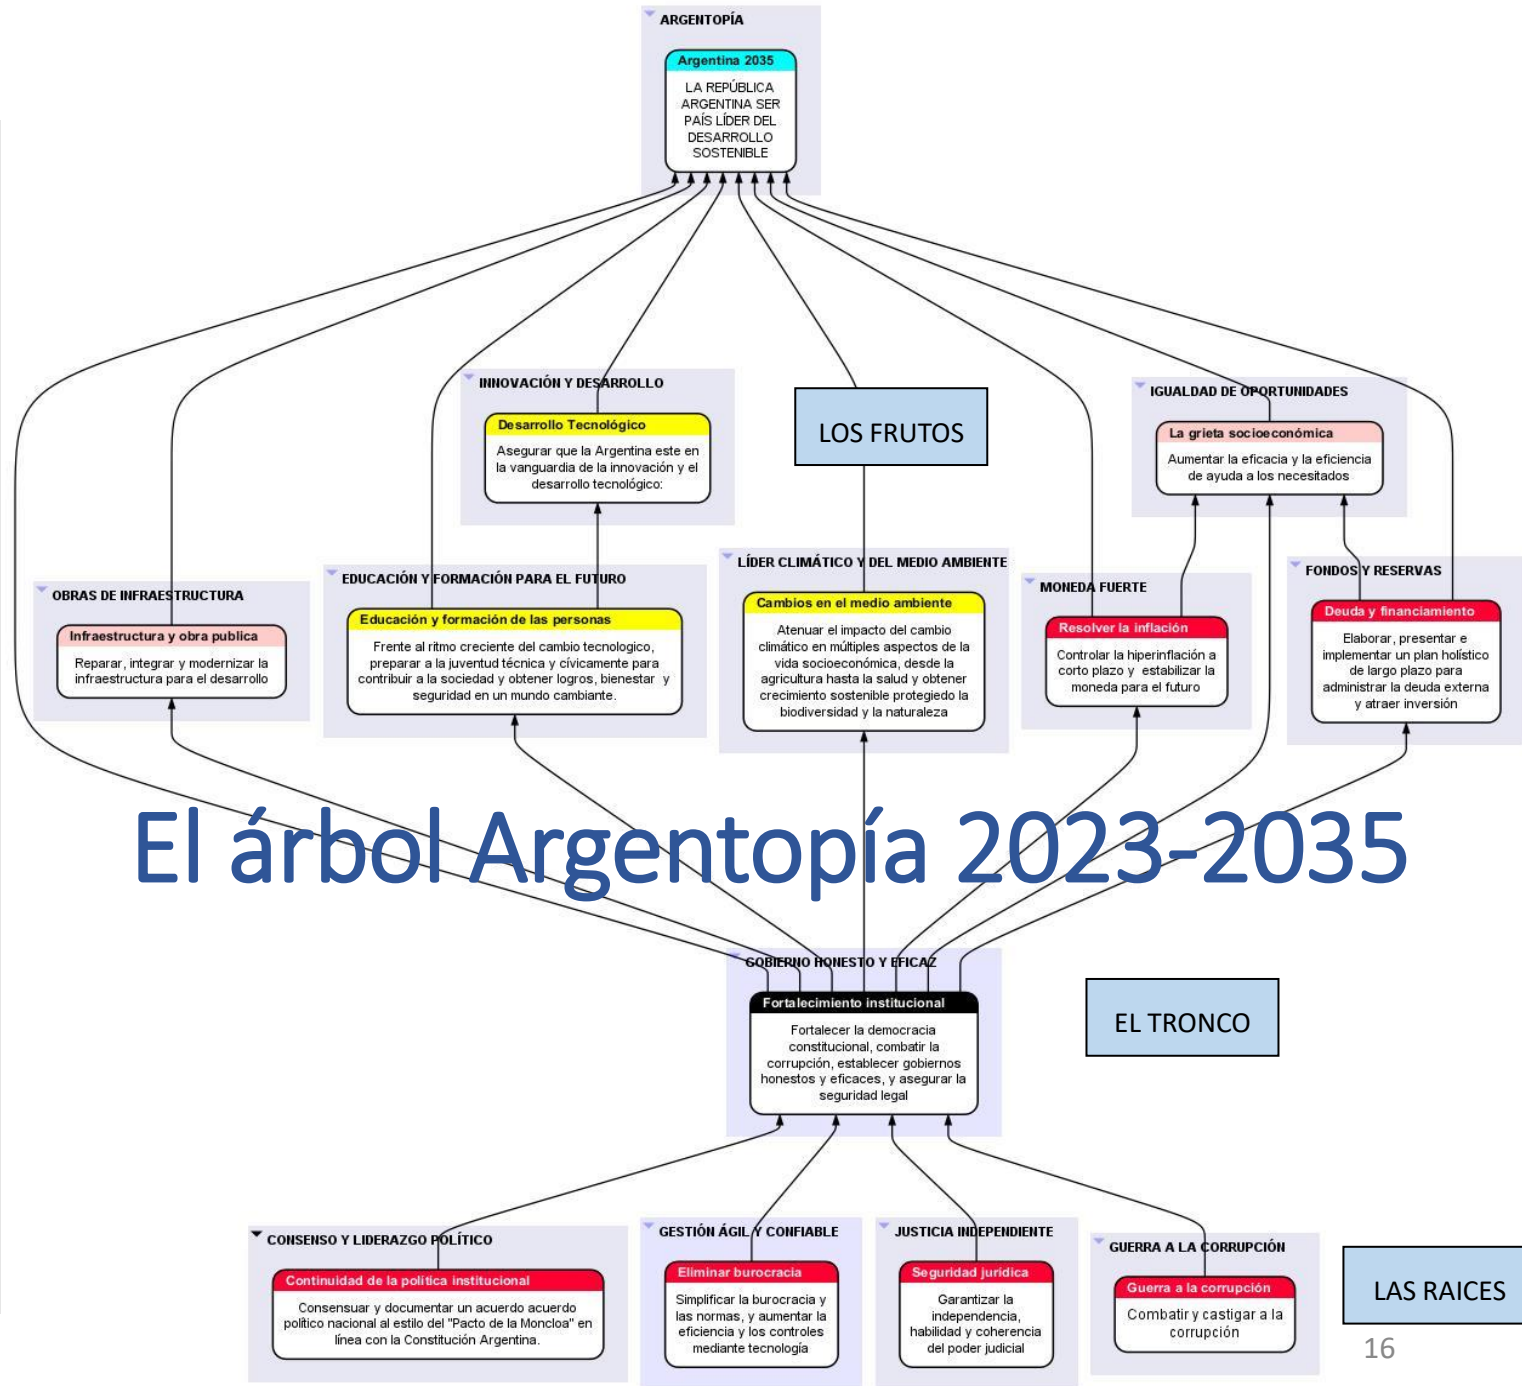 ARGENTOPÍA
Argentina 2035
LA REPÚBLICA
ARGENTINA SER
PAÍS LÍDER DEL
DESARROLLO
SOSTENIBLE
INNOVACIÓN Y DESARROLLO
Desarrollo Tecnológico
Asegurar que la Argentina este en
la vanguardia de la innovación y el
desarrollo tecnológico:
LOS FRUTOS
IGUALDAD DE OPORTUNIDADES
La grieta socioeconómica
Aumentar la eficacia y la eficiencia
de ayuda a los necesitados
OBRAS DE INFRAESTRUCTURA
Infraestructura y obra publica
Reparar, integrar y modernizar la
infraestructura para el desarrollo
EDUCACIÓN Y FORMACIÓN PARA EL FUTURO
Educación y formación de las personas
Frente al ritmo creciente del cambio tecnologico,
preparar a la juventud técnica y cívicamente para
contribuir a la sociedad y obtener logros, bienestar y
seguridad en un mundo cambiante.
LÍDER CLIMÁTICO Y DEL MEDIO AMBIENTE
Cambios en el medio ambiente
Atenuar el impacto del cambio
climático en múltiples aspectos de la
vida socioeconómica, desde la
agricultura hasta la salud y obtener
crecimiento sostenible protegiedo la
biodiversidad y la naturaleza
MONEDA FUERTE
Resolver la inflación
Controlar la hiperinflación a
corto plazo y estabilizar la
moneda para el futuro
FONDOS Y RESERVAS
Deuda y financiamiento
Elaborar, presentar e
implementar un plan holístico
de largo plazo para
administrar la deuda externa
y atraer inversión
El árbol Argentopía 2023-2035
GOBIERNO HONESTO Y EFICAZ
Fortalecimiento institucional
Fortalecer la democracia
constitucional, combatir la
corrupción, establecer gobiernos
honestos y eficaces, y asegurar la
seguridad legal
EL TRONCO
CONSENSO Y LIDERAZGO POLÍTICO
Continuidad de la política institucional
Consensuar y documentar un acuerdo acuerdo
político nacional al estilo del "Pacto de la Moncloa" en
línea con la Constitución Argentina.
GESTIÓN ÁGIL Y CONFIABLE
Eliminar burocracia
Simplificar la burocracia y
las normas, y aumentar la
eficiencia y los controles
mediante tecnología
JUSTICIA INDEPENDIENTE
Seguridad jurídica
Garantizar la
independencia,
habilidad y coherencia
del poder judicial
GUERRA A LA CORRUPCIÓN
Guerra a la corrupción
Combatir y castigar a la
corrupción
LAS RAICES
16